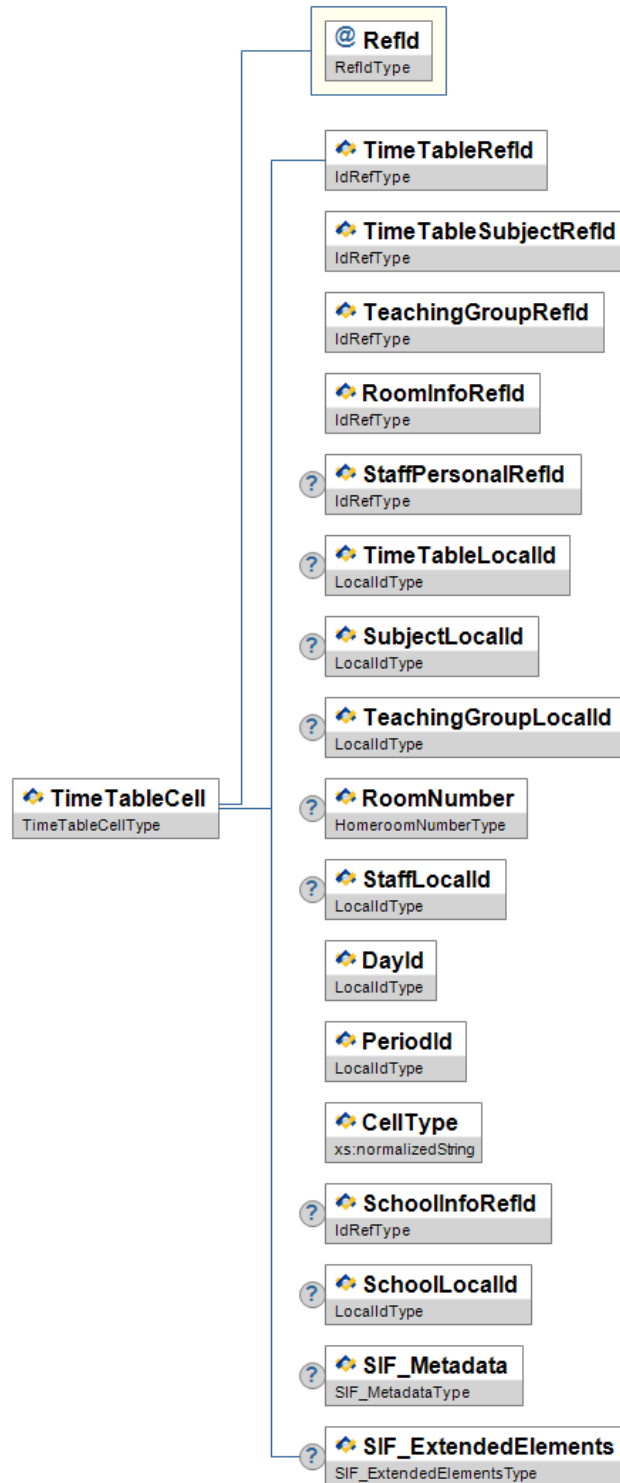 @ RefId
RefIdType
TimeTableRefId
IdRefType
TimeTableSubjectRefId
IdRefType
TeachingGroupRefId
IdRefType
RoomInfoRefId
IdRefType
? StaffPersonalRefId
IdRefType
? TimeTableLocalId
LocalIdType
? SubjectLocalId
LocalIdType
? TeachingGroupLocalId
LocalIdType
TimeTableCell
TimeTableCellType
? RoomNumber
HomeroomNumberType
? StaffLocalId
LocalIdType
DayId
LocalIdType
PeriodId
LocalIdType
CellType
xs:normalizedString
? SchoolInfoRefId
IdRefType
? SchoolLocalId
LocalIdType
? SIF_Metadata
SIF_MetadataType
? SIF_ExtendedElements
SIF_ExtendedElementsType